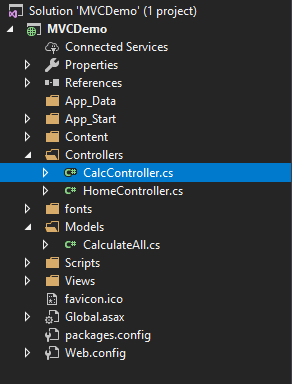 Solution 'MVCDemo' (1 project)
MVCDemo
Connected Services
Properties
References
App_Data
App_Start
Content
Controllers
CalcController.cs
HomeController.cs
fonts
Models
CalculateAll.cs
Scripts
Views
favicon.ico
Global.asax
packages.config
Web.config